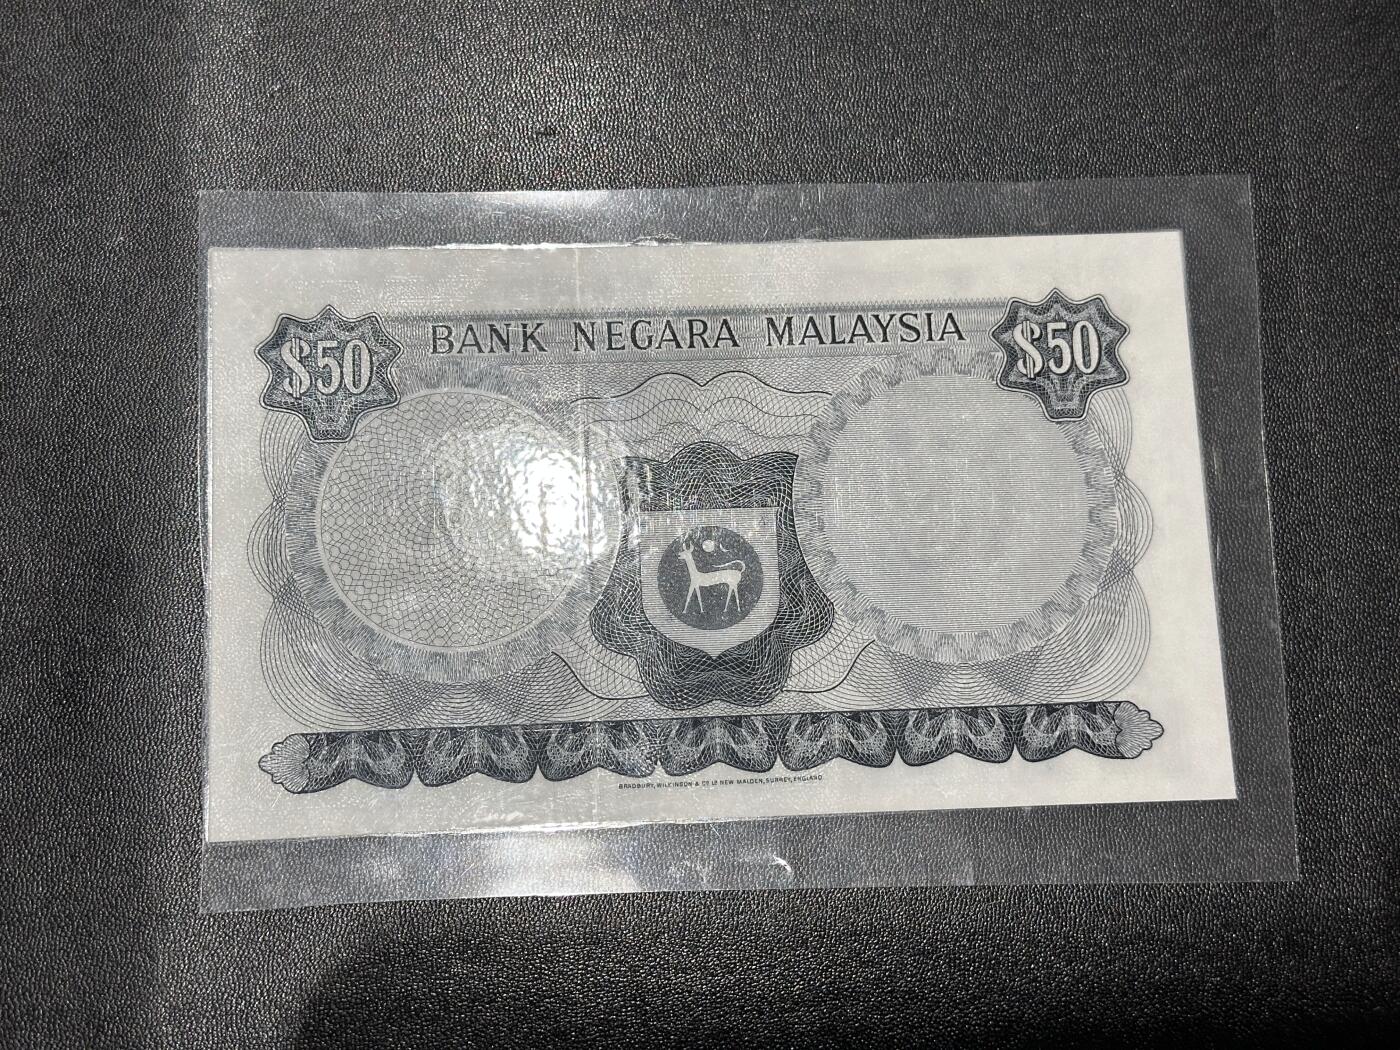 $50
BANK NEGARA MALAYSIA
$50
BRADBURY, WILKINSON & Co. Ld. NEW MALDEN, SURREY, ENGLAND.